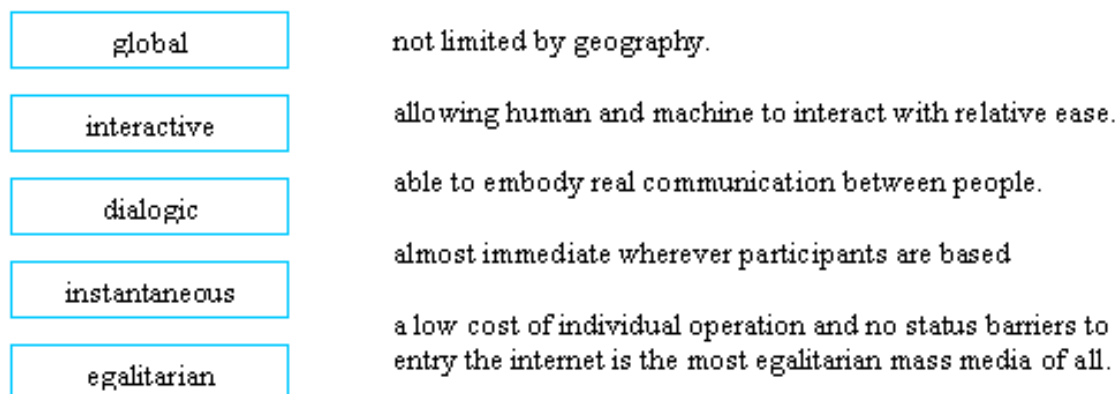 global
not limited by geography.
interactive
allowing human and machine to interact with relative ease.
dialogic
able to embody real communication between people.
instantaneous
almost immediate wherever participants are based
egalitarian
a low cost of individual operation and no status barriers to
entry the internet is the most egalitarian mass media of all.